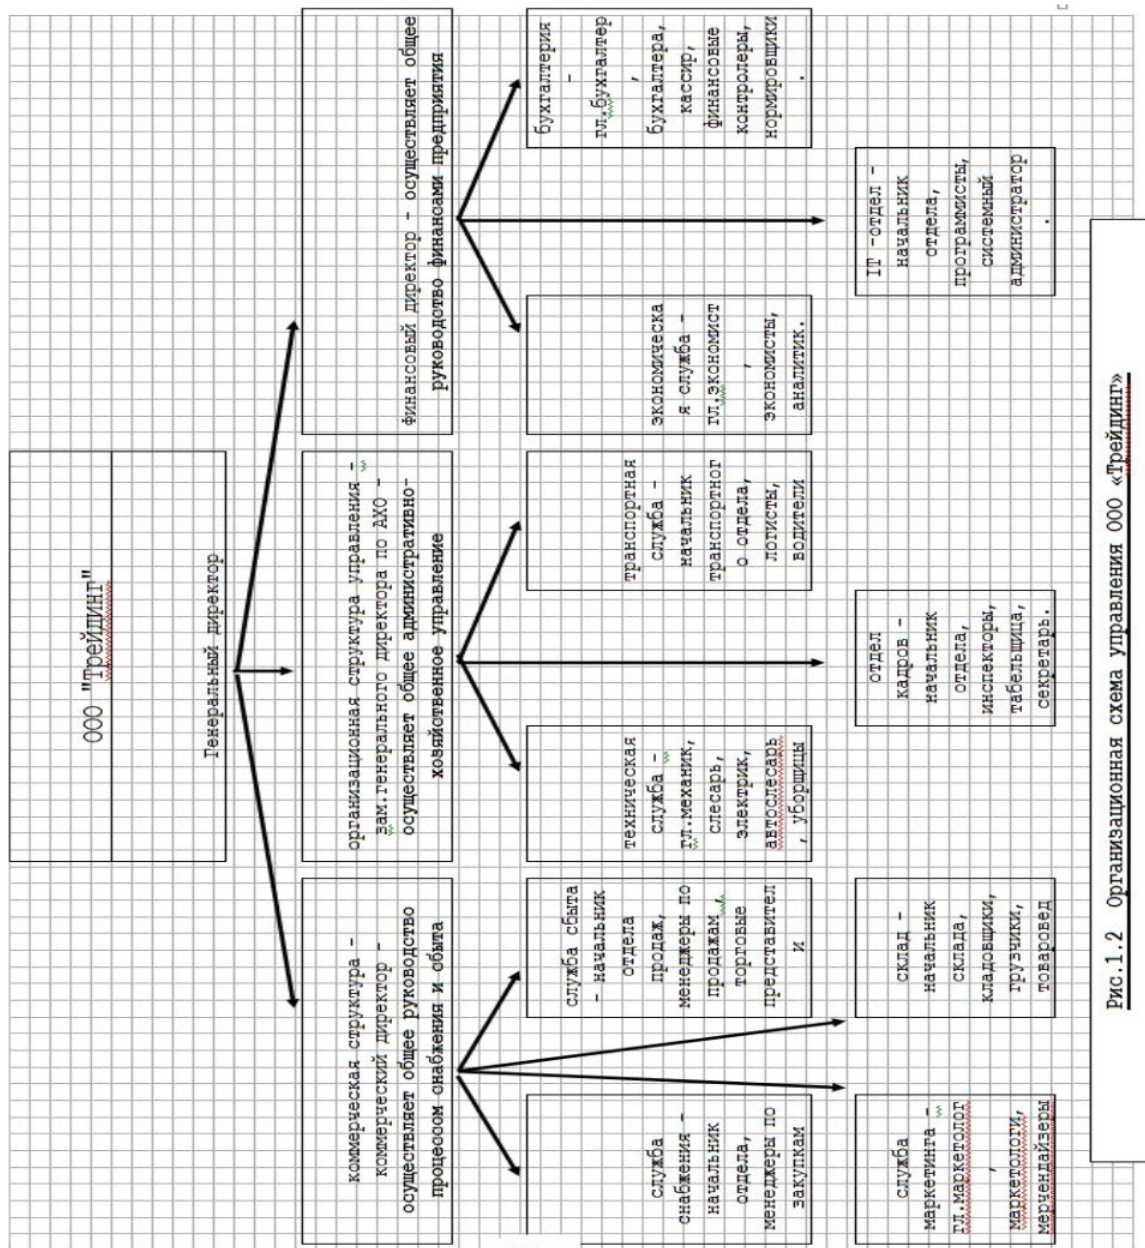 ООО "Трейдинг"
Генеральный директор
коммерческая структура –
коммерческий директор –
осуществляет общее руководство
процессом снабжения и сбыта
организационная структура управления –
зам.генерального директора по АХО –
осуществляет общее административно-
хозяйственное управление
финансовый директор - осуществляет общее
руководство финансами предприятия
служба
снабжения –
начальник
отдела,
менеджеры по
закупкам
служба сбыта
– начальник
отдела
продаж,
менеджеры по
продажам,
торговые
представител
и
техническая
служба –
гл.механик,
слесарь,
электрик,
автослесарь
, уборщицы
транспортная
служба –
начальник
транспортног
о отдела,
логисты,
водители
экономическа
я служба –
гл.экономист
,
экономисты,
аналитик.
бухгалтерия
–
гл.бухгалтер
,
бухгалтера,
кассир,
финансовые
контролеры,
нормировщики
.
служба
маркетинга –
гл.маркетолог
,
маркетологи,
мерчендайзеры
склад –
начальник
склада,
кладовщики,
грузчики,
товаровед
отдел
кадров –
начальник
отдела,
инспекторы,
табельщица,
секретарь.
IT -отдел –
начальник
отдела,
программисты,
системный
администратор
.
Рис.1.2 Организационная схема управления ООО «Трейдинг»